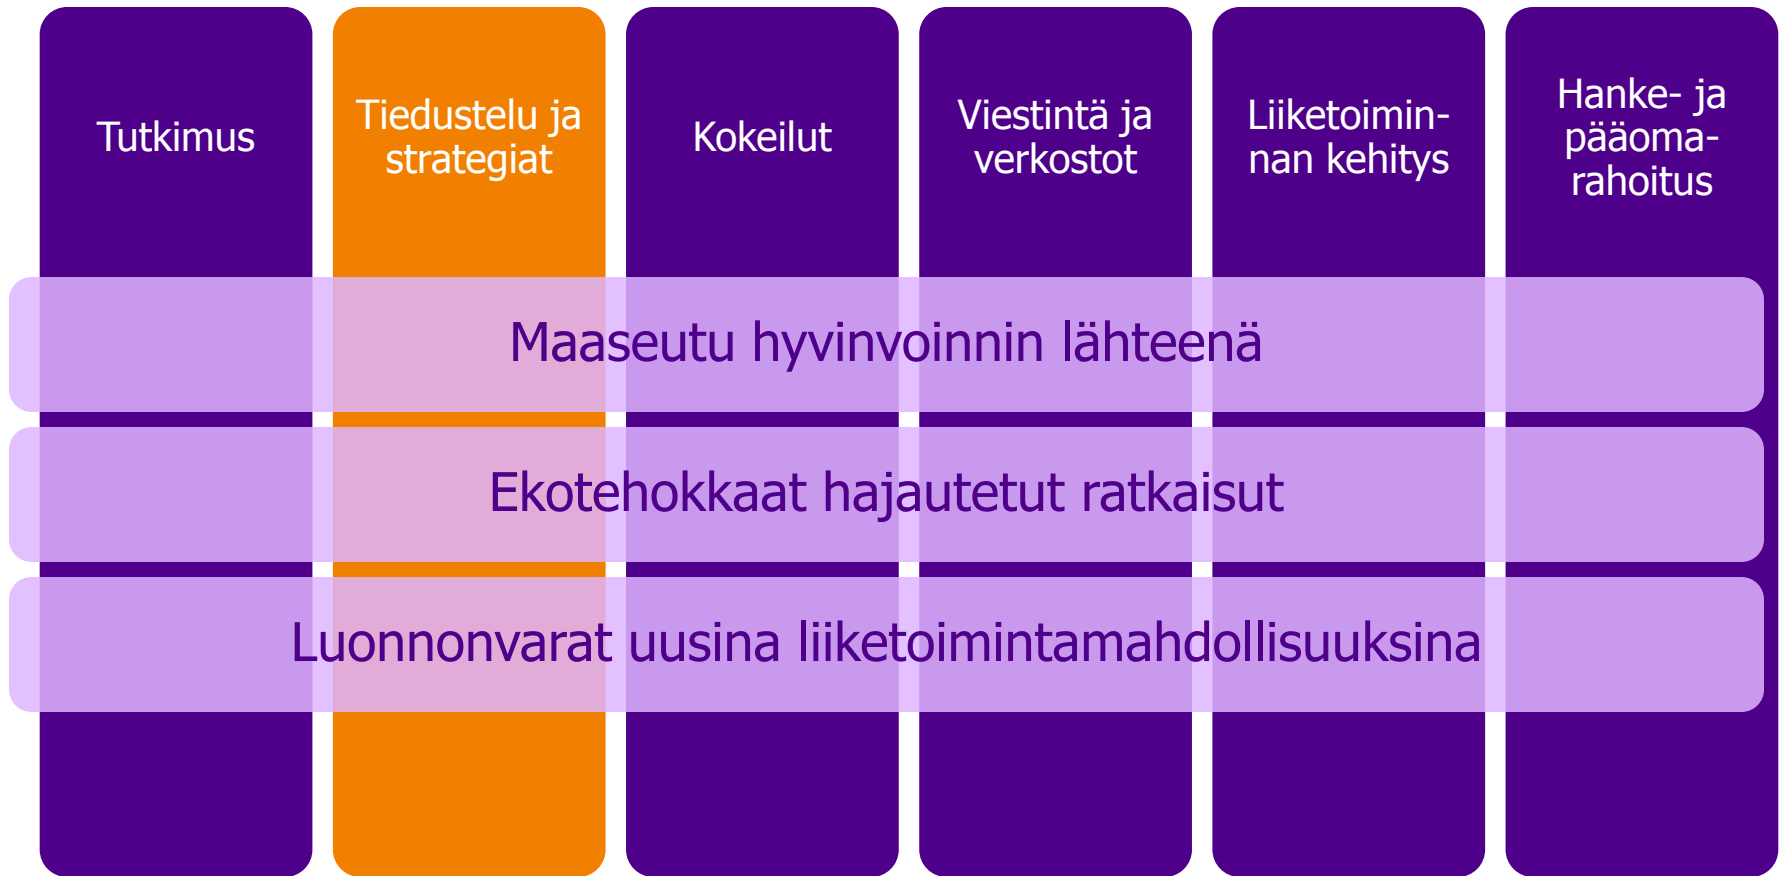 Tutkimus
Tiedustelu ja
strategiat
Kokeilut
Viestintä ja
verkostot
Liiketoimin-
nan kehitys
Hanke- ja
pääoma-
rahoitus
Maaseutu hyvinvoinnin lähteenä
Ekotehokkaat hajautetut ratkaisut
Luonnonvarat uusina liiketoimintamahdollisuuksina